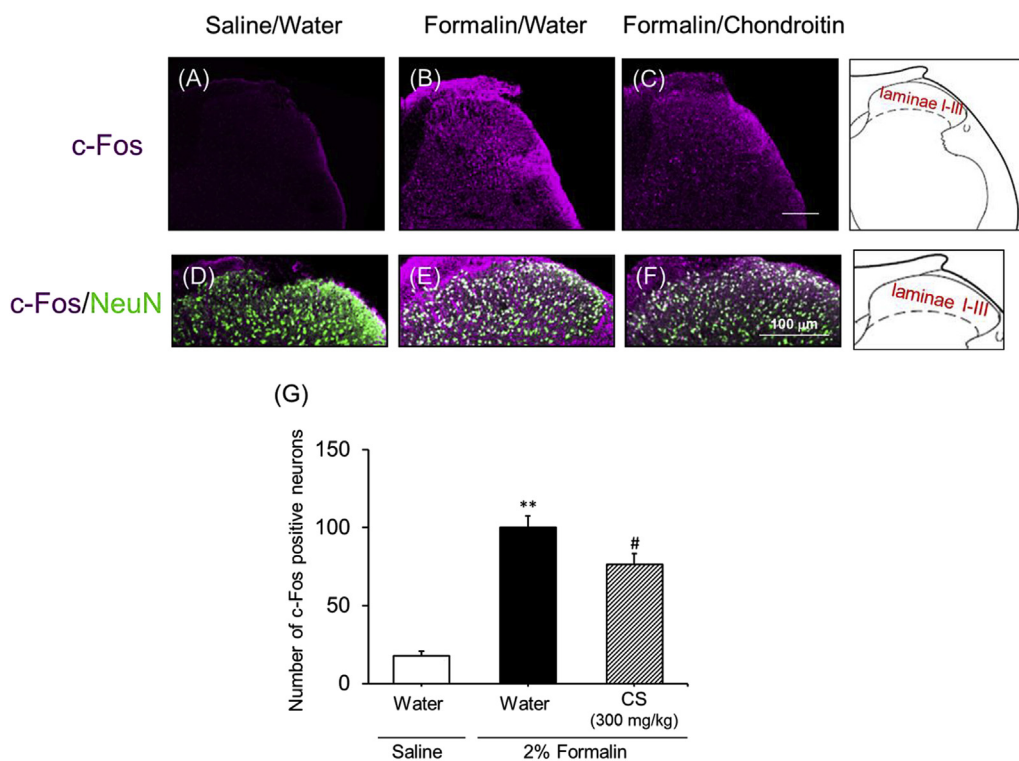 Saline/Water Formalin/Water Formalin/Chondroitin
c-Fos
(A) (B) (C)
laminae I-III
c-Fos/NeuN
(D) (E) (F)
100 μm
laminae I-III
(G)
Number of c-Fos positive neurons
150
100
50
0
**
#
Water Water CS
(300 mg/kg)
Saline 2% Formalin